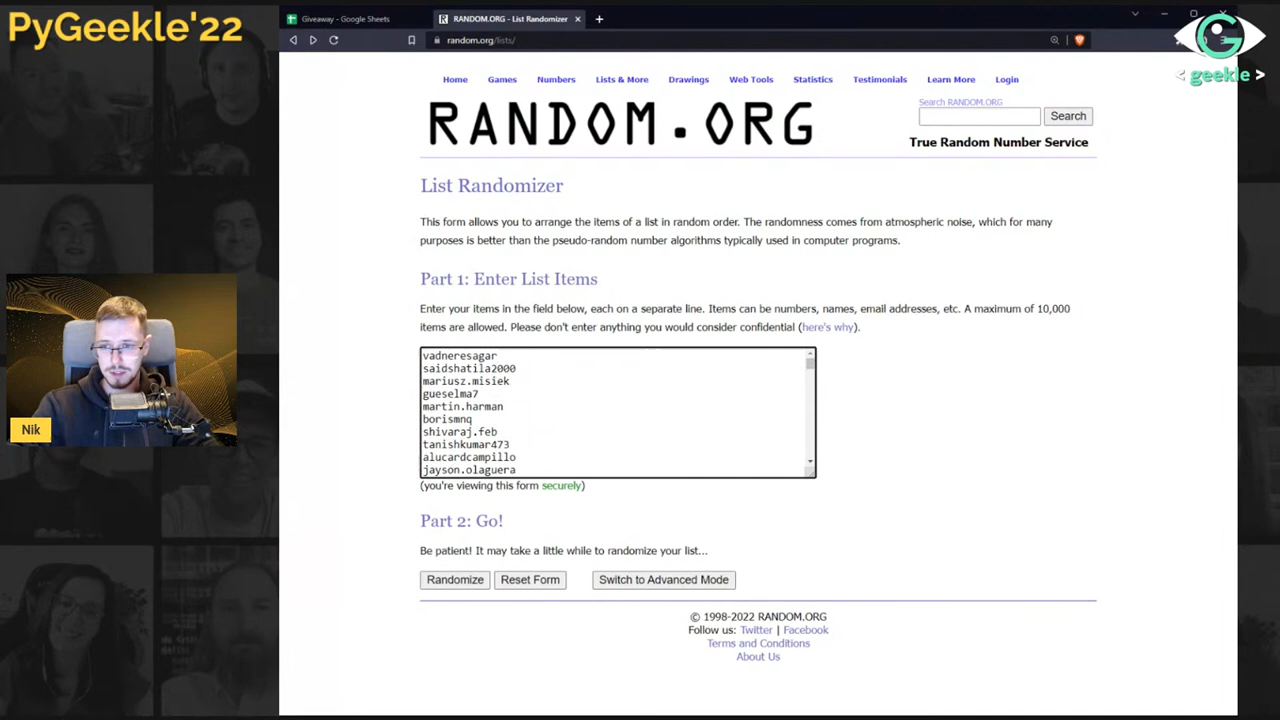 PyGeekle'22
Giveaway - Google Sheets
RANDOM.ORG - List Randomizer
random.org/lists/
< geekle >
Home Games Numbers Lists & More Drawings Web Tools Statistics Testimonials Learn More Login
RANDOM.ORG
Search RANDOM.ORG
Search
True Random Number Service
List Randomizer
This form allows you to arrange the items of a list in random order. The randomness comes from atmospheric noise, which for many
purposes is better than the pseudo-random number algorithms typically used in computer programs.
Part 1: Enter List Items
Enter your items in the field below, each on a separate line. Items can be numbers, names, email addresses, etc. A maximum of 10,000
items are allowed. Please don't enter anything you would consider confidential (here's why).
vadneresagar
saidshatila2000
mariusz.misiek
gueselma7
martin.harman
borismnq
shivaraj.feb
tanishkumar473
alucardcampillo
jayson.olaguera
(you're viewing this form securely)
Nik
Part 2: Go!
Be patient! It may take a little while to randomize your list...
Randomize Reset Form Switch to Advanced Mode
© 1998-2022 RANDOM.ORG
Follow us: Twitter | Facebook
Terms and Conditions
About Us